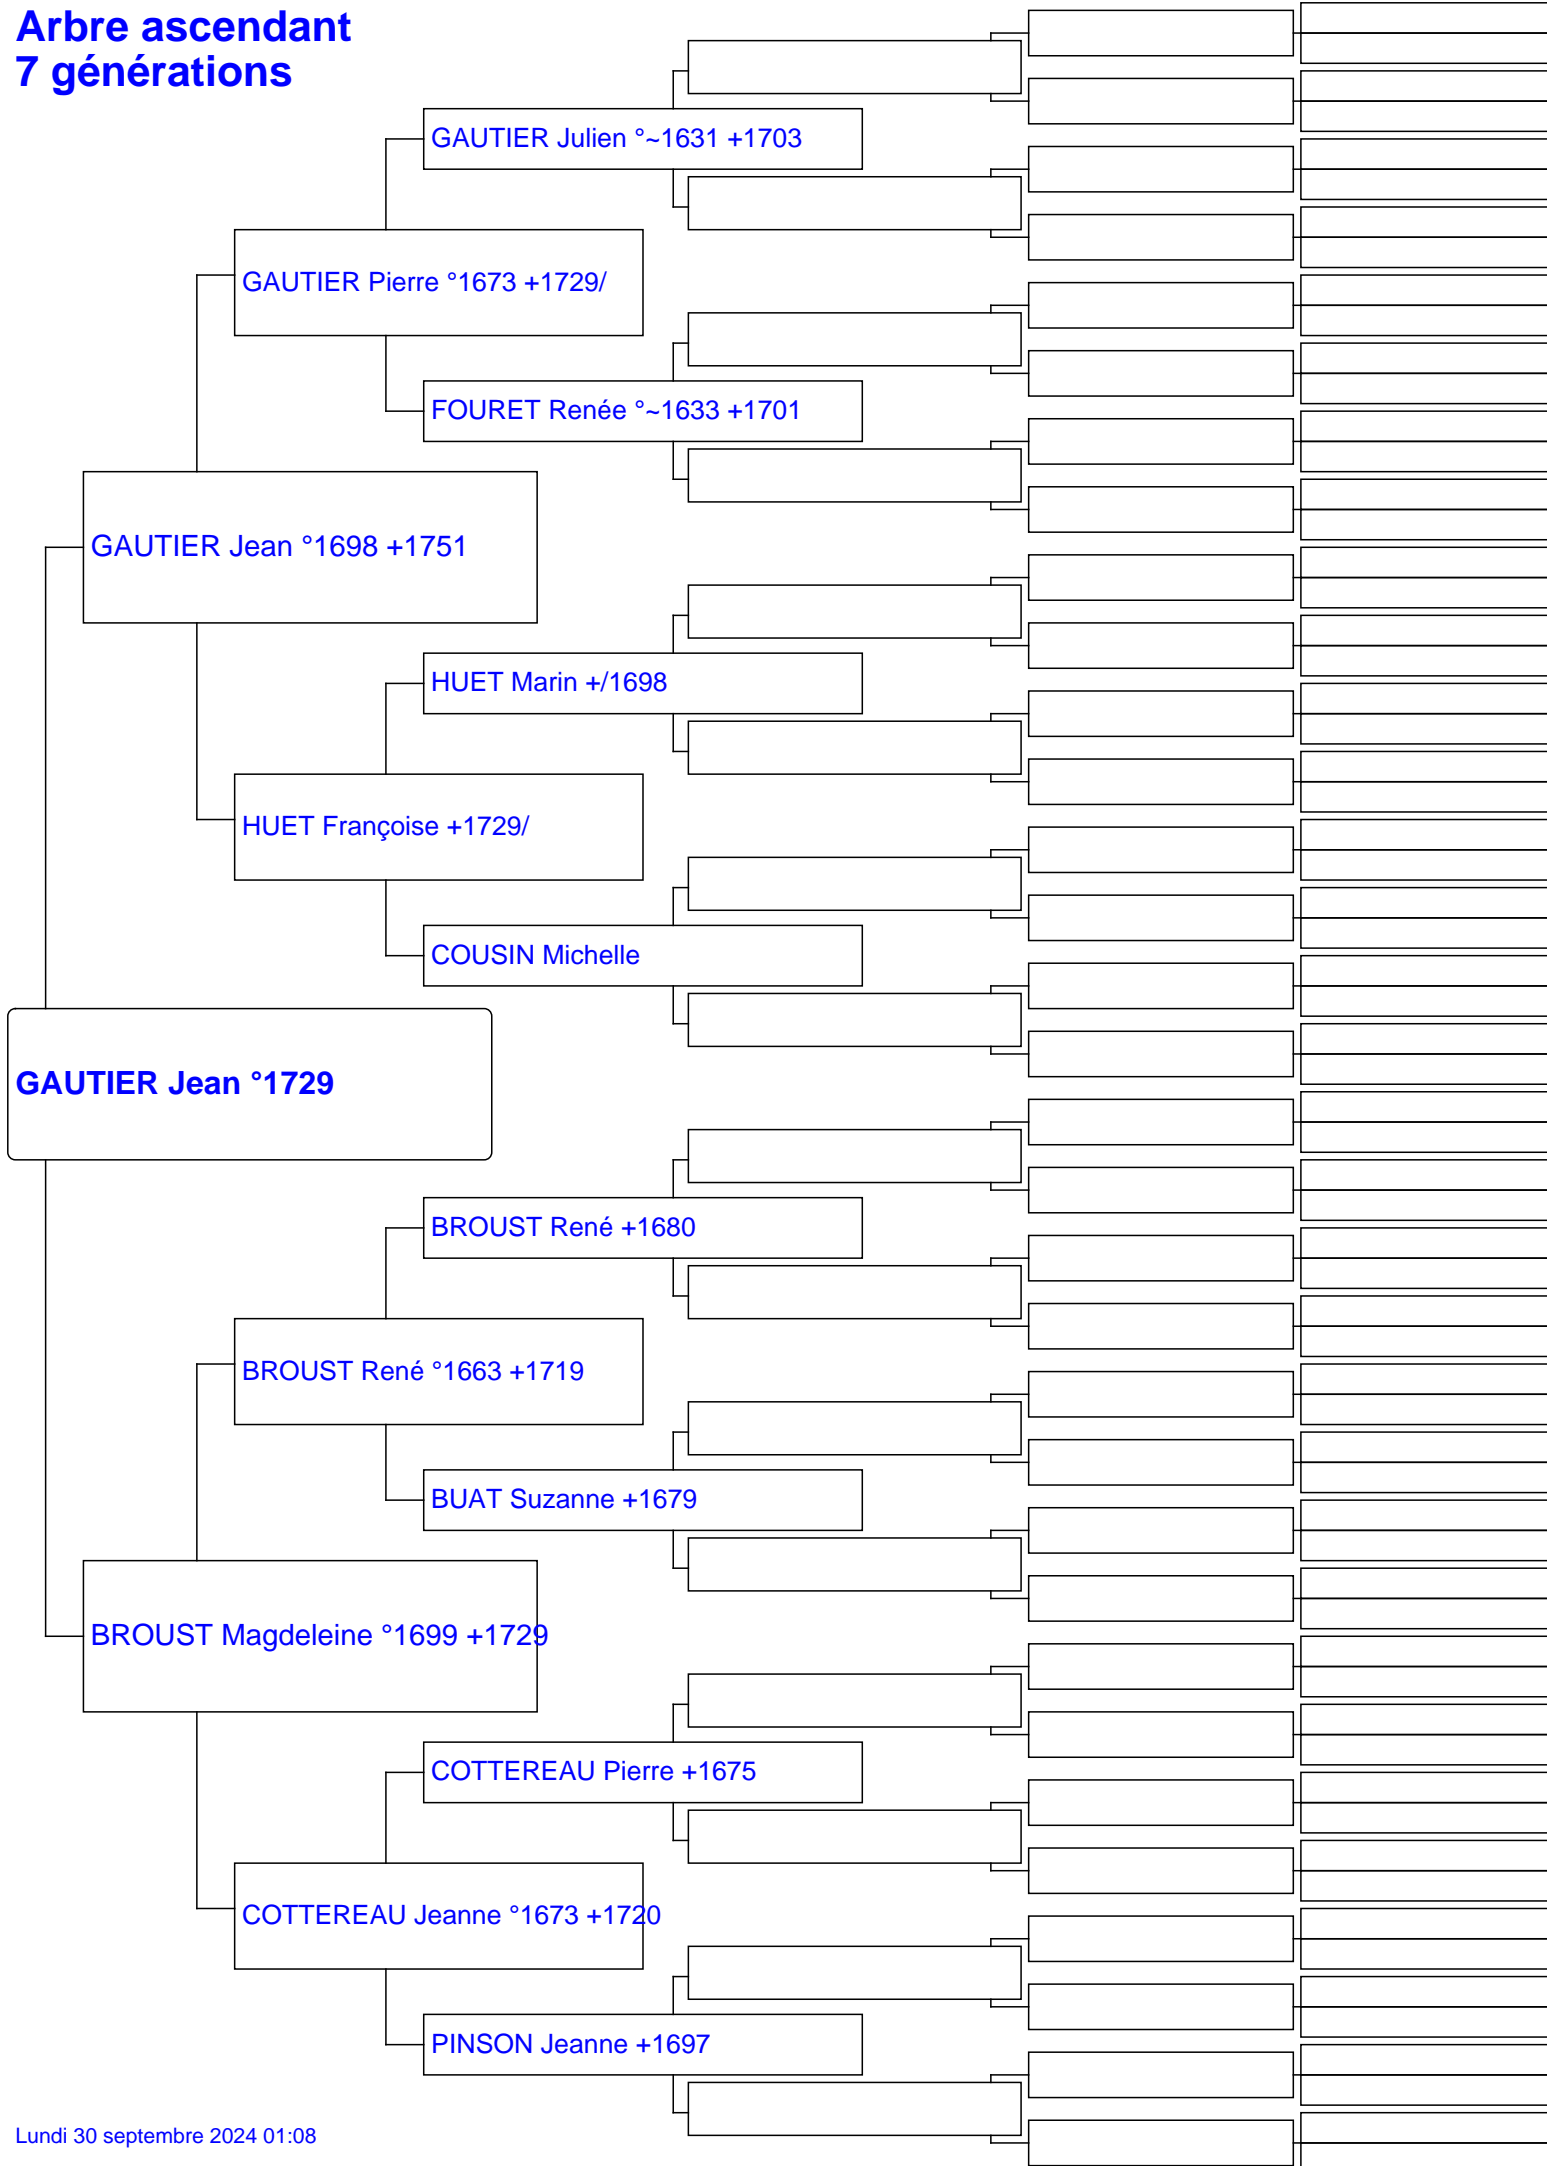 Arbre ascendant
7 générations
GAUTIER Julien °~1631 +1703
GAUTIER Pierre °1673 +1729/
FOURET Renée °~1633 +1701
GAUTIER Jean °1698 +1751
HUET Marin +/1698
HUET Françoise +1729/
COUSIN Michelle
GAUTIER Jean °1729
BROUST René +1680
BROUST René °1663 +1719
BUAT Suzanne +1679
BROUST Magdeleine °1699 +1729
COTTEREAU Pierre +1675
COTTEREAU Jeanne °1673 +1720
PINSON Jeanne +1697
Lundi 30 septembre 2024 01:08